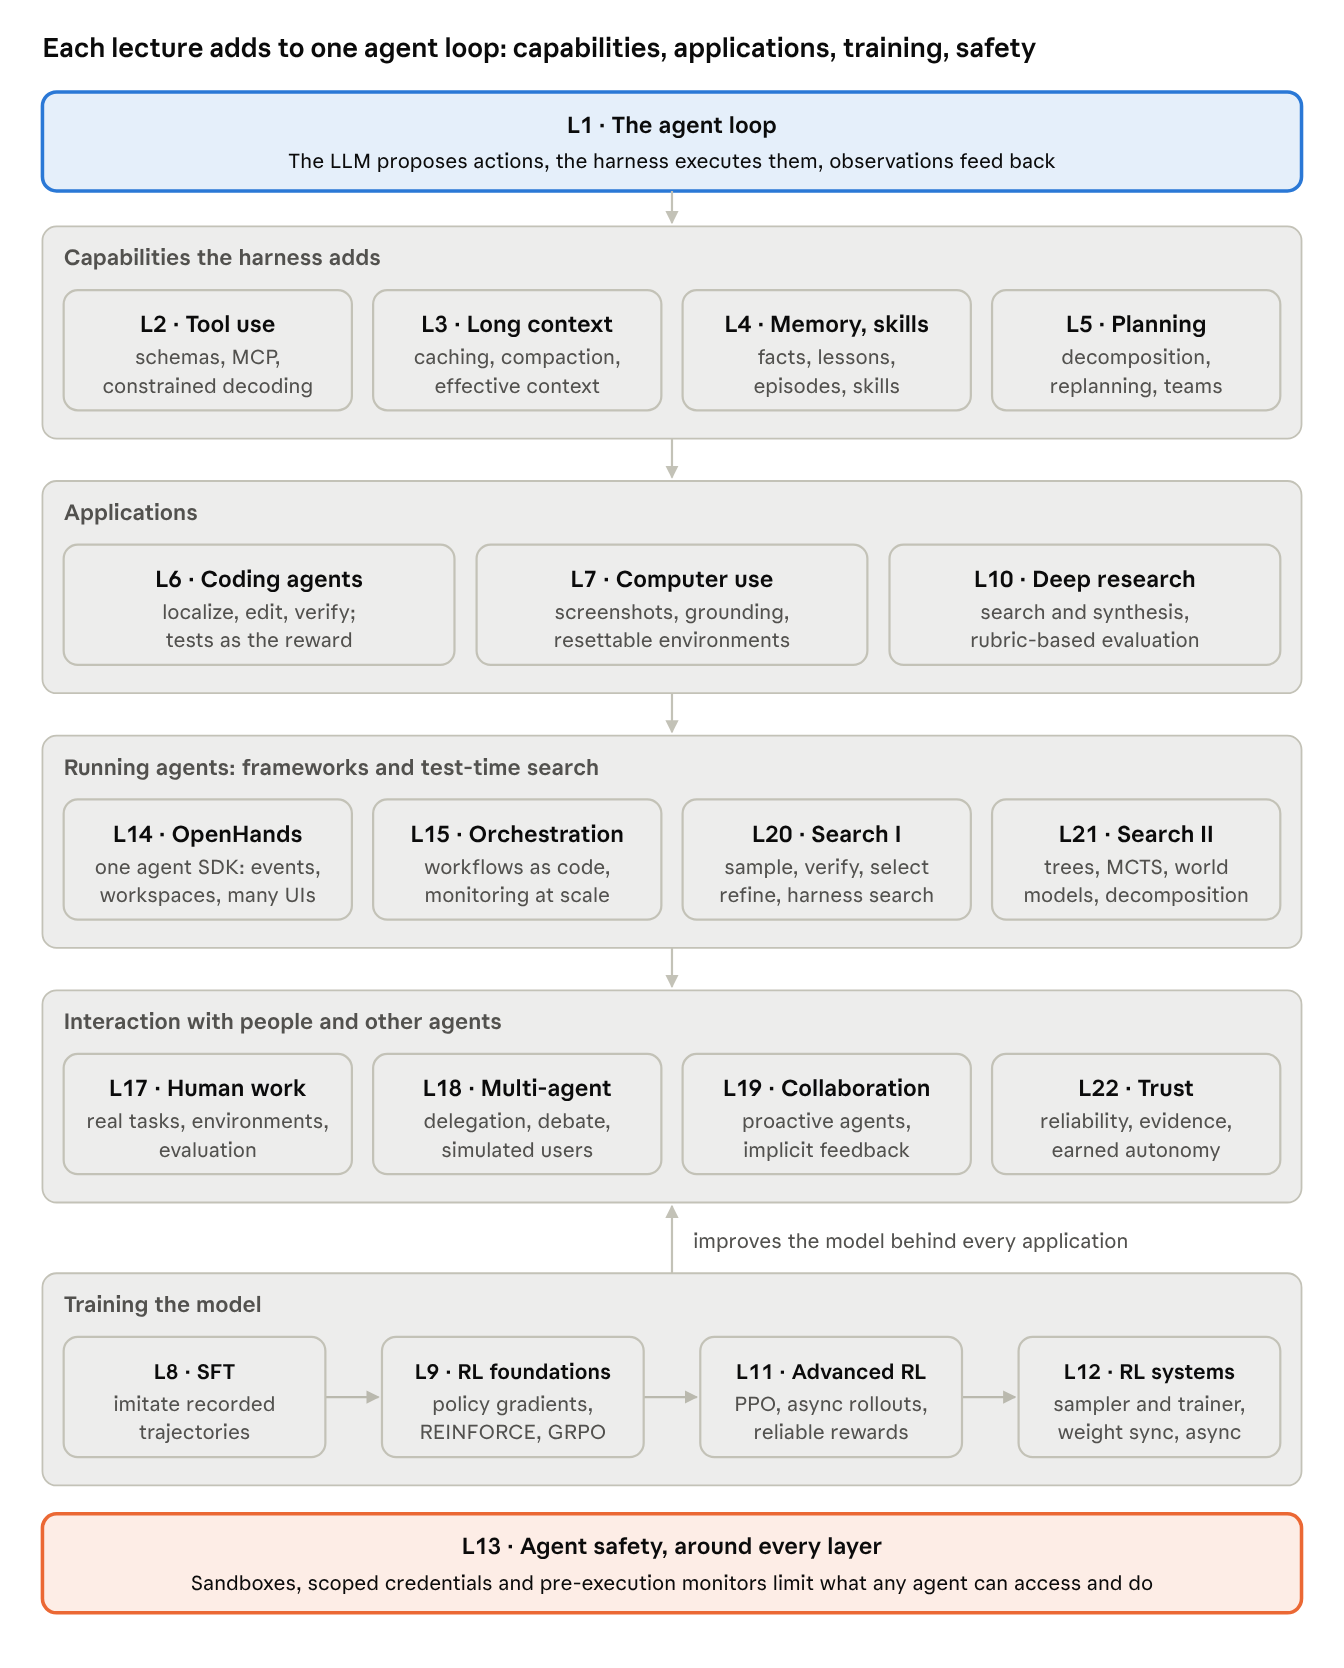 Each lecture adds to one agent loop: capabilities, applications, training, safety
L1 · The agent loop
The LLM proposes actions, the harness executes them, observations feed back
Capabilities the harness adds
L2 · Tool use
schemas, MCP,
constrained decoding
L3 · Long context
caching, compaction,
effective context
L4 · Memory, skills
facts, lessons,
episodes, skills
L5 · Planning
decomposition,
replanning, teams
Applications
L6 · Coding agents
localize, edit, verify;
tests as the reward
L7 · Computer use
screenshots, grounding,
resettable environments
L10 · Deep research
search and synthesis,
rubric-based evaluation
Running agents: frameworks and test-time search
L14 · OpenHands
one agent SDK: events,
workspaces, many UIs
L15 · Orchestration
workflows as code,
monitoring at scale
L20 · Search I
sample, verify, select
refine, harness search
L21 · Search II
trees, MCTS, world
models, decomposition
Interaction with people and other agents
L17 · Human work
real tasks, environments,
evaluation
L18 · Multi-agent
delegation, debate,
simulated users
L19 · Collaboration
proactive agents,
implicit feedback
L22 · Trust
reliability, evidence,
earned autonomy
improves the model behind every application
Training the model
L8 · SFT
imitate recorded
trajectories
L9 · RL foundations
policy gradients,
REINFORCE, GRPO
L11 · Advanced RL
PPO, async rollouts,
reliable rewards
L12 · RL systems
sampler and trainer,
weight sync, async
L13 · Agent safety, around every layer
Sandboxes, scoped credentials and pre-execution monitors limit what any agent can access and do